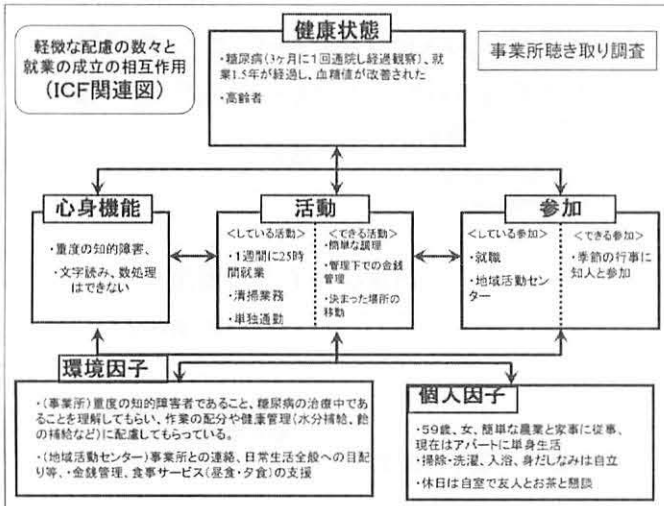 軽微な配慮の数々と
就業の成立の相互作用
(ICF関連図)
事業所聴き取り調査
健康状態
・糖尿病(3ヶ月に1回通院し経過観察)、就
業1.5年が経過し、血糖値が改善された
・高齢者
心身機能
・重度の知的障害、
・文字読み、数処理
はできない
活動
<している活動>
・1週間に25時
間就業
・清掃業務
・単独通勤
<できる活動>
・簡単な調理
・管理下での金銭
管理
・決まった場所の
移動
参加
<している参加>
・就職
・地域活動セン
ター
<できる参加>
・季節の行事に
知人と参加
環境因子
・(事業所)重度の知的障害者であること、糖尿病の治療中であ
ることを理解してもらい、作業の配分や健康管理(水分補給、飴
の補給など)に配慮してもらっている。
・(地域活動センター)事業所との連絡、日常生活全般への目配
り等、・金銭管理、食事サービス(昼食・夕食)の支援
個人因子
・59歳、女、簡単な農業と家事に従事、
現在はアパートに単身生活
・掃除・洗濯、入浴、身だしなみは自立
・休日は自室で友人とお茶と懇談